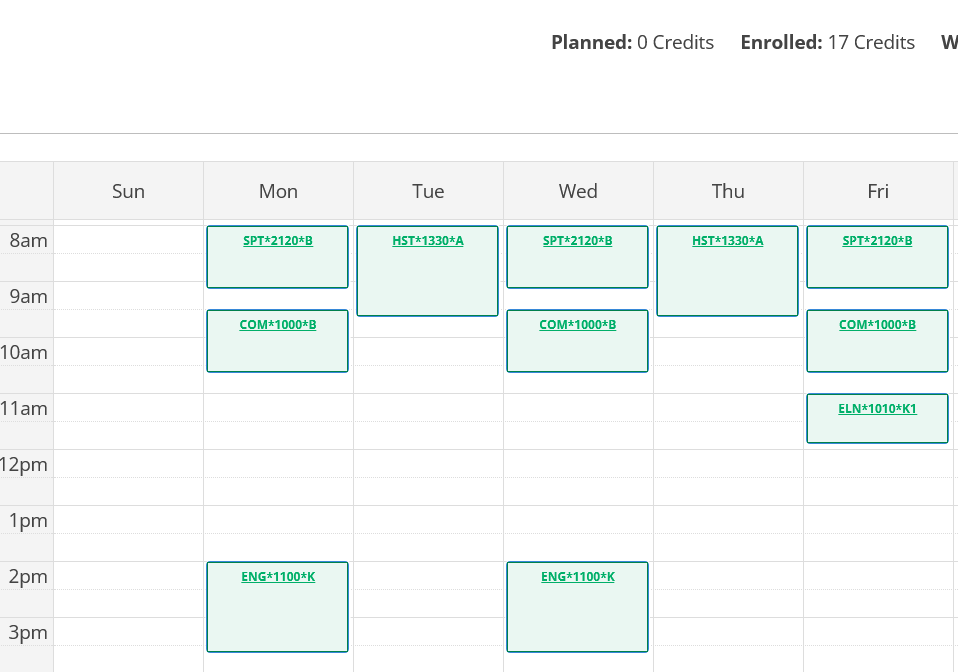 Planned: 0 Credits Enrolled: 17 Credits W
Sun Mon Tue Wed Thu Fri
8am SPT*2120*B HST*1330*A SPT*2120*B HST*1330*A SPT*2120*B
9am
COM*1000*B COM*1000*B COM*1000*B
10am
11am ELN*1010*K1
12pm
1pm
2pm ENG*1100*K ENG*1100*K
3pm